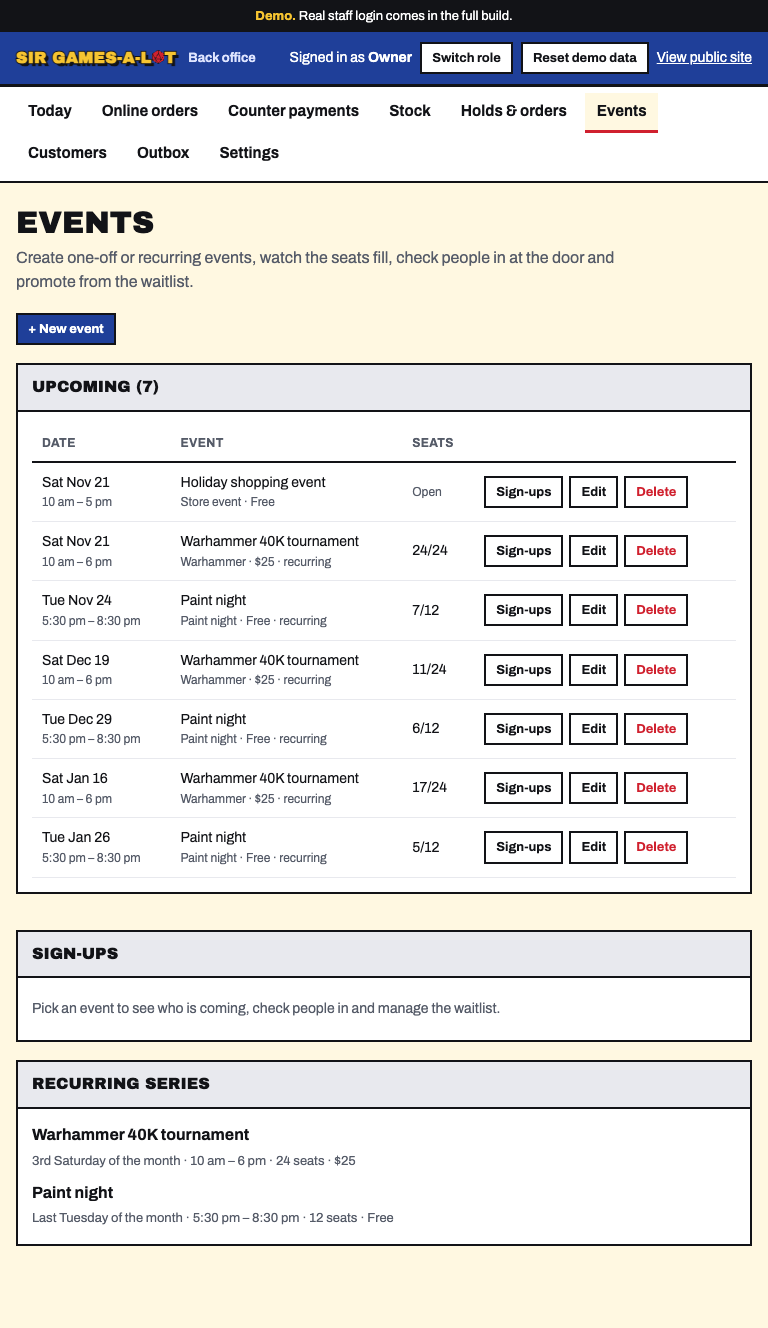 Demo. Real staff login comes in the full build.
SIR GAMES-A-LOT Back office Signed in as Owner Switch role Reset demo data View public site
Today Online orders Counter payments Stock Holds & orders Events
Customers Outbox Settings
EVENTS
Create one-off or recurring events, watch the seats fill, check people in at the door and
promote from the waitlist.
+ New event
UPCOMING (7)
DATE EVENT SEATS
Sat Nov 21 Holiday shopping event
10 am – 5 pm Store event · Free
Open Sign-ups Edit Delete
Sat Nov 21 Warhammer 40K tournament
10 am – 6 pm Warhammer · $25 · recurring
24/24 Sign-ups Edit Delete
Tue Nov 24 Paint night
5:30 pm – 8:30 pm Paint night · Free · recurring
7/12 Sign-ups Edit Delete
Sat Dec 19 Warhammer 40K tournament
10 am – 6 pm Warhammer · $25 · recurring
11/24 Sign-ups Edit Delete
Tue Dec 29 Paint night
5:30 pm – 8:30 pm Paint night · Free · recurring
6/12 Sign-ups Edit Delete
Sat Jan 16 Warhammer 40K tournament
10 am – 6 pm Warhammer · $25 · recurring
17/24 Sign-ups Edit Delete
Tue Jan 26 Paint night
5:30 pm – 8:30 pm Paint night · Free · recurring
5/12 Sign-ups Edit Delete
SIGN-UPS
Pick an event to see who is coming, check people in and manage the waitlist.
RECURRING SERIES
Warhammer 40K tournament
3rd Saturday of the month · 10 am – 6 pm · 24 seats · $25
Paint night
Last Tuesday of the month · 5:30 pm – 8:30 pm · 12 seats · Free